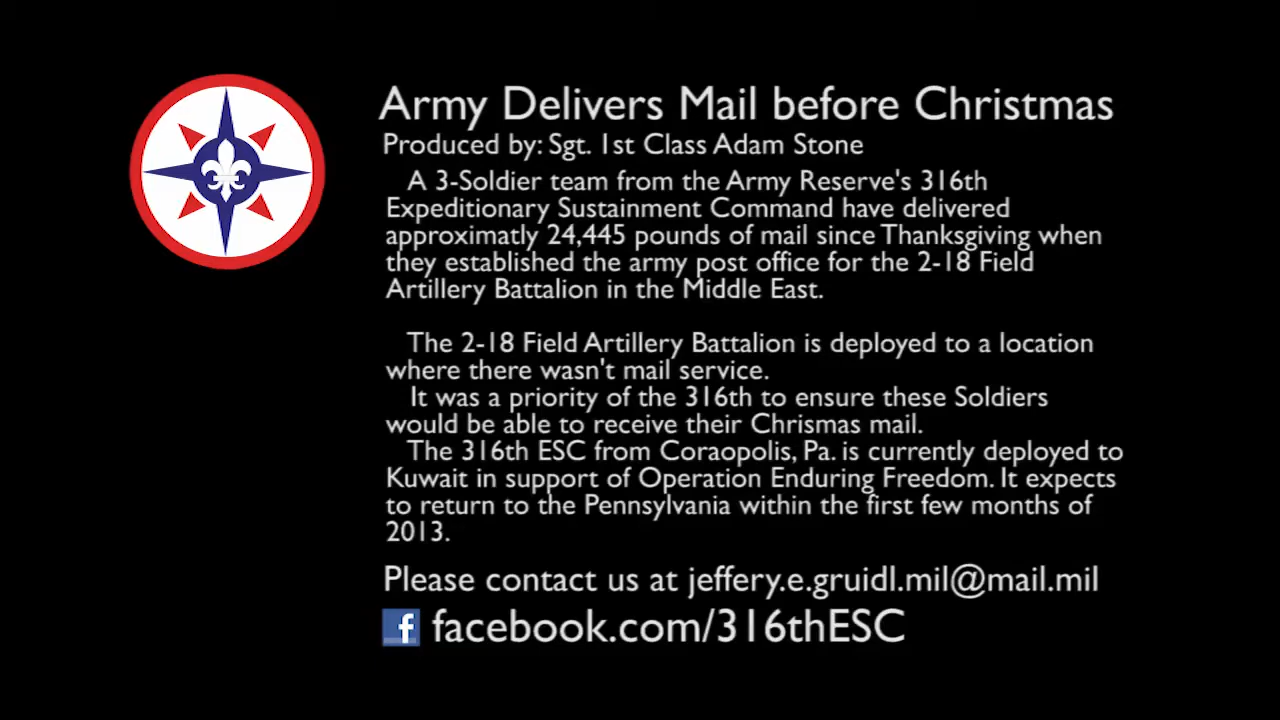 Army Delivers Mail before Christmas
Produced by: Sgt. 1st Class Adam Stone
A 3-Soldier team from the Army Reserve's 316th
Expeditionary Sustainment Command have delivered
approximatly 24,445 pounds of mail since Thanksgiving when
they established the army post office for the 2-18 Field
Artillery Battalion in the Middle East.
The 2-18 Field Artillery Battalion is deployed to a location
where there wasn't mail service.
It was a priority of the 316th to ensure these Soldiers
would be able to receive their Chrismas mail.
The 316th ESC from Coraopolis, Pa. is currently deployed to
Kuwait in support of Operation Enduring Freedom. It expects
to return to the Pennsylvania within the first few months of
2013.
Please contact us at jeffery.e.gruidl.mil@mail.mil
f facebook.com/316thESC